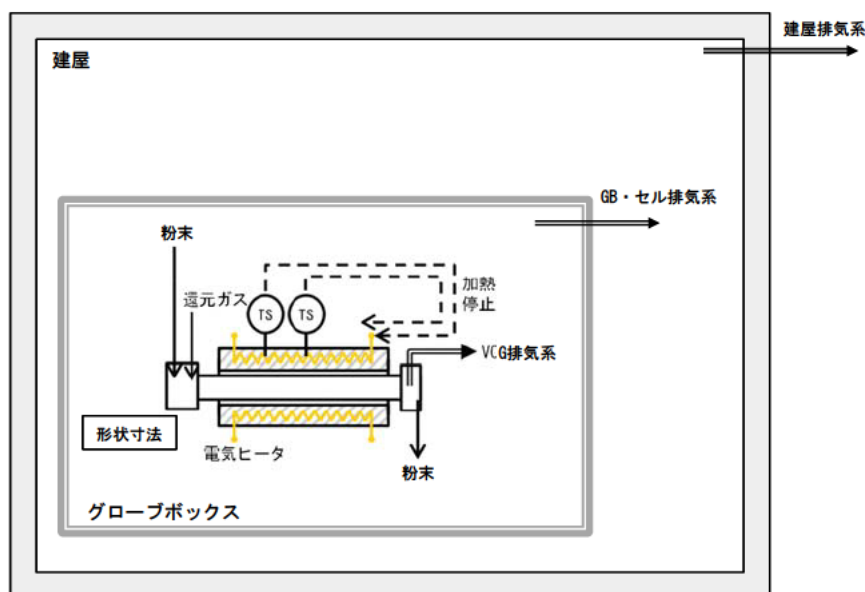 建屋排気系
建屋
GB・セル排気系
粉末
還元ガス
TS
TS
加熱
停止
VCG排気系
形状寸法
電気ヒータ
粉末
グローブボックス